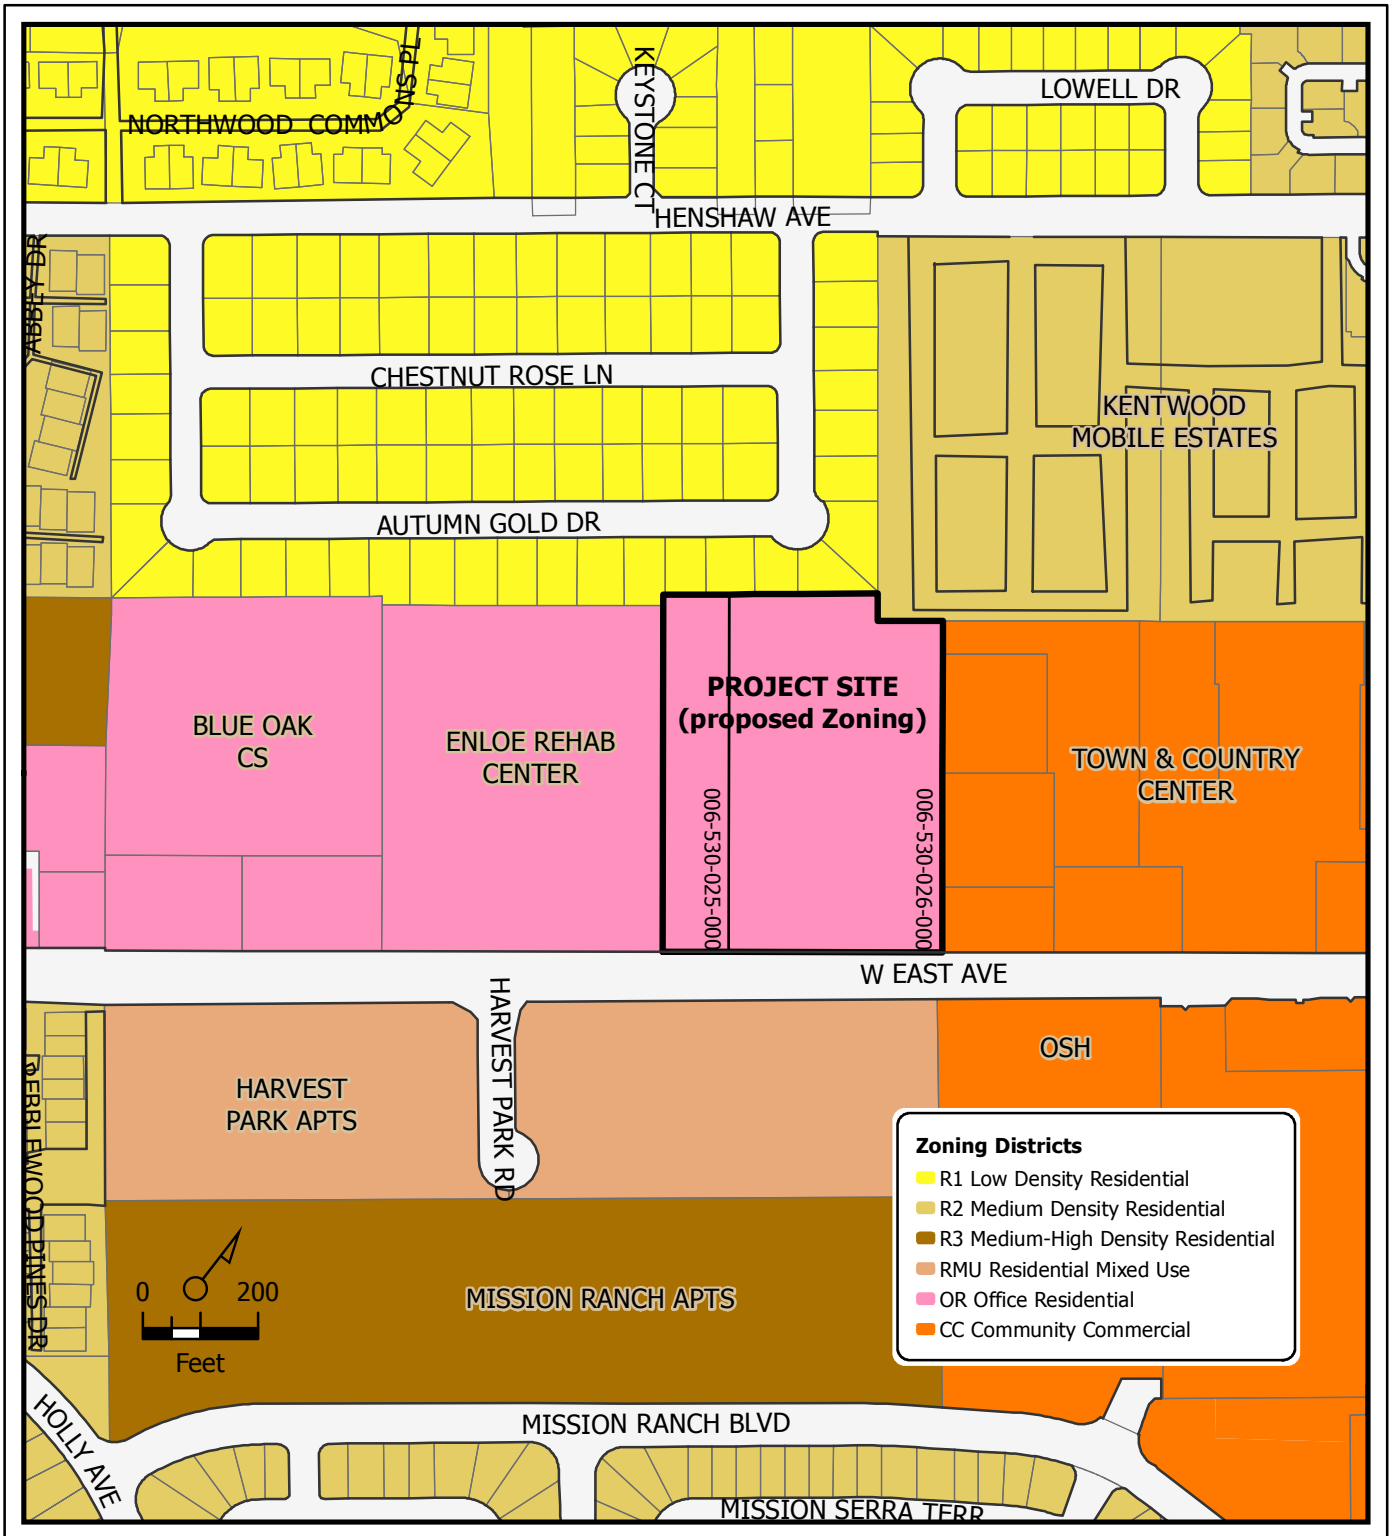 NORTHWOOD COMMONS PL
KEYSTONE CT
LOWELL DR
HENSHAW AVE
ABBEY DR
CHESTNUT ROSE LN
KENTWOOD
MOBILE ESTATES
AUTUMN GOLD DR
PROJECT SITE
(proposed Zoning)
BLUE OAK
CS
ENLOE REHAB
CENTER
TOWN & COUNTRY
CENTER
006-530-025-000
006-530-026-000
W EAST AVE
HARVEST PARK RD
OSH
HARVEST
PARK APTS
PEBBLEWOOD PINES DR
Zoning Districts
R1 Low Density Residential
R2 Medium Density Residential
R3 Medium-High Density Residential
RMU Residential Mixed Use
OR Office Residential
CC Community Commercial
0 200
Feet
MISSION RANCH APTS
HOLLY AVE
MISSION RANCH BLVD
MISSION SERRA TERR